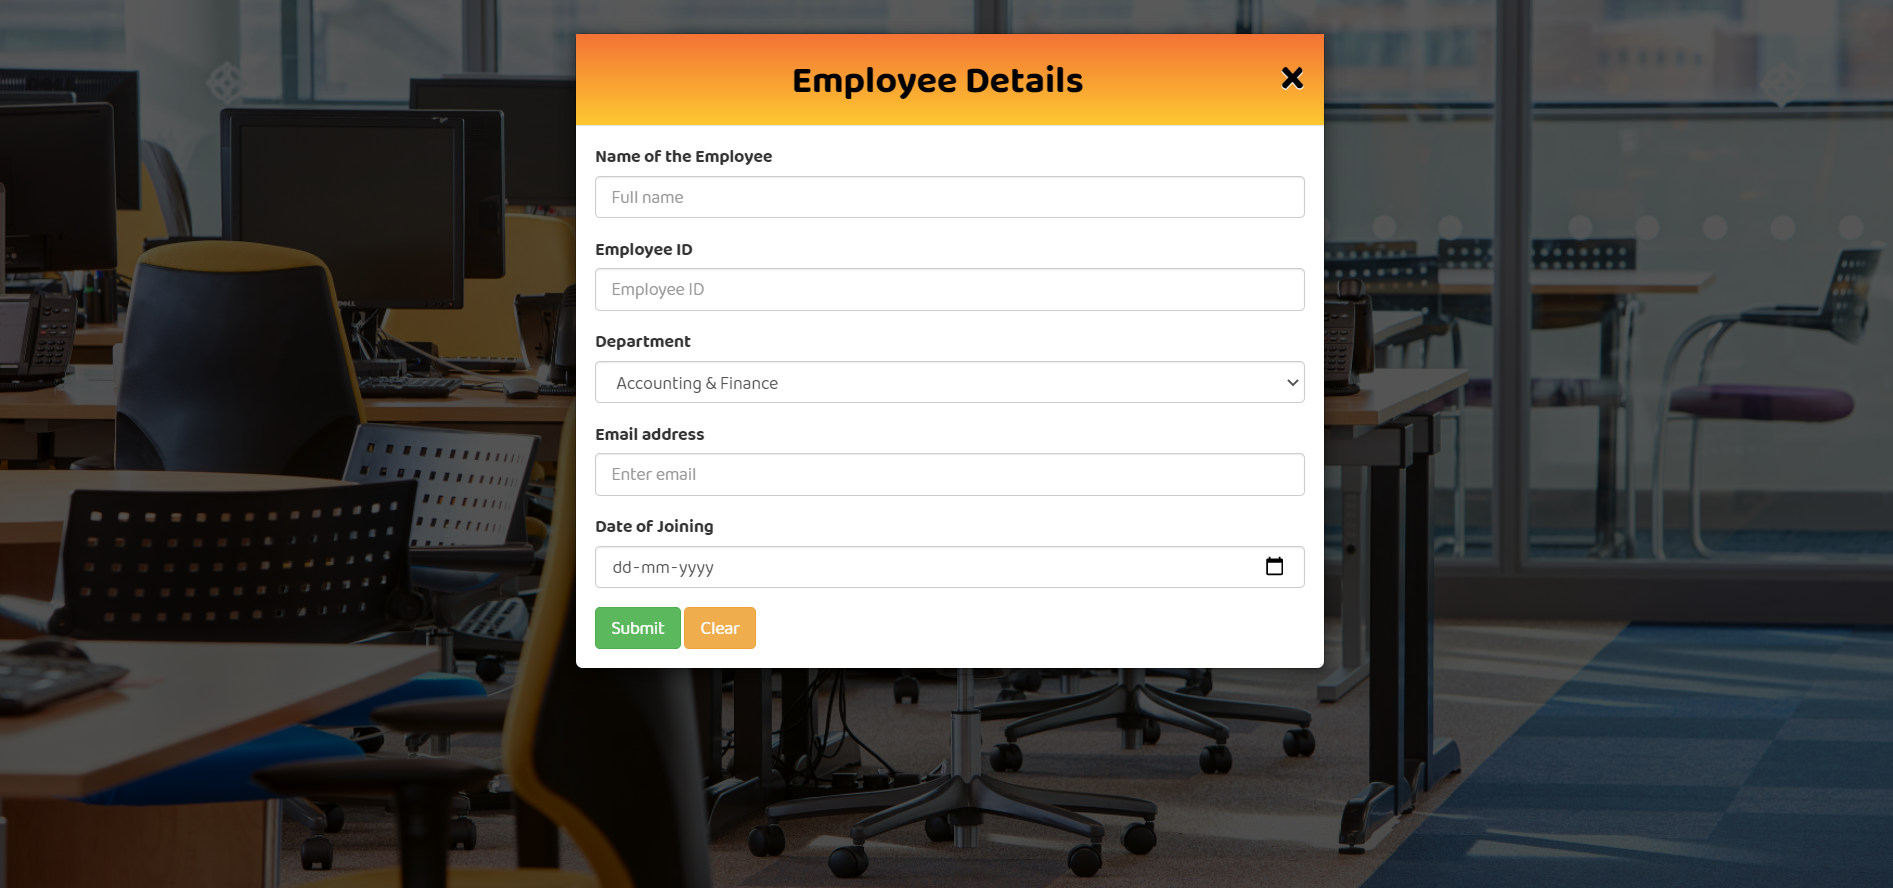 Employee Details
Name of the Employee
Full name
Employee ID
Employee ID
Department
Accounting & Finance
Email address
Enter email
Date of Joining
dd-mm-yyyy
Submit Clear
DELL